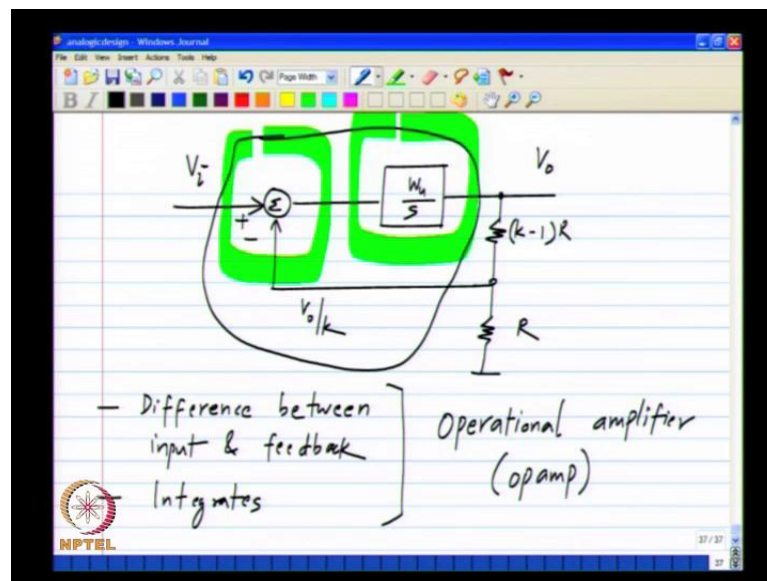 analogicdesign - Windows Journal
File Edit View Insert Actions Tools Help
Page Width
B I
Vi
Vo
Σ
ωu
s
+
-
(k-1)R
Vo/k
R
- Difference between
input & feedback
- Integrates
Operational amplifier
(opamp)
NPTEL
37 / 37
37